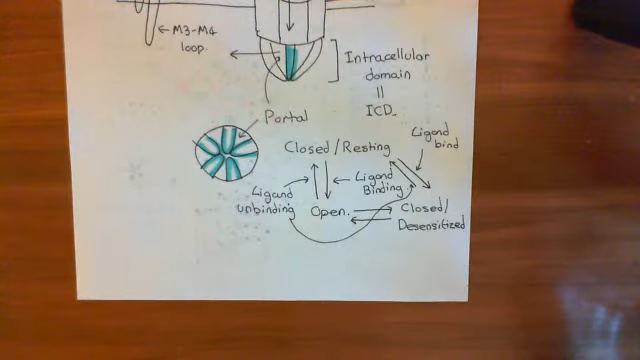 M3-M4
loop.
Intracellular
domain
=
ICD.
Portal
Closed/Resting
Ligand
bind
Ligand
unbinding
Ligand
Binding
Open.
Closed/
Desensitized